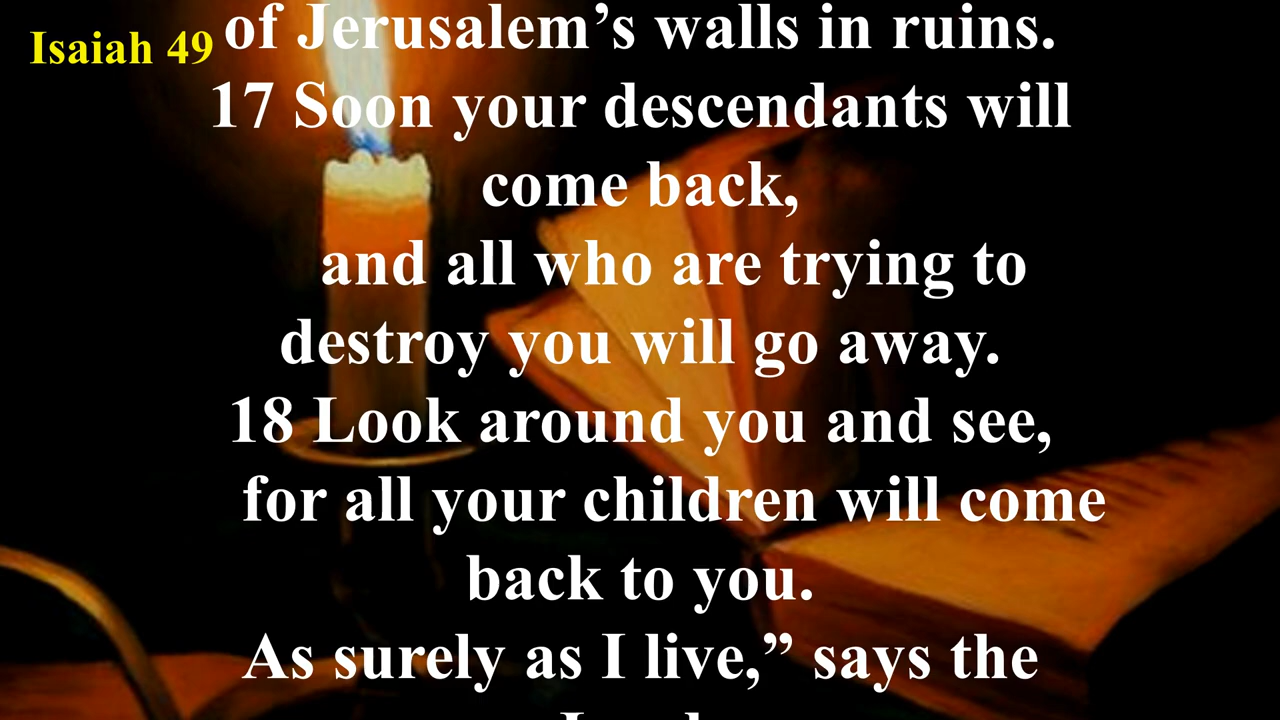 Isaiah 49
of Jerusalem’s walls in ruins.
17 Soon your descendants will
come back,
and all who are trying to
destroy you will go away.
18 Look around you and see,
for all your children will come
back to you.
As surely as I live,” says the